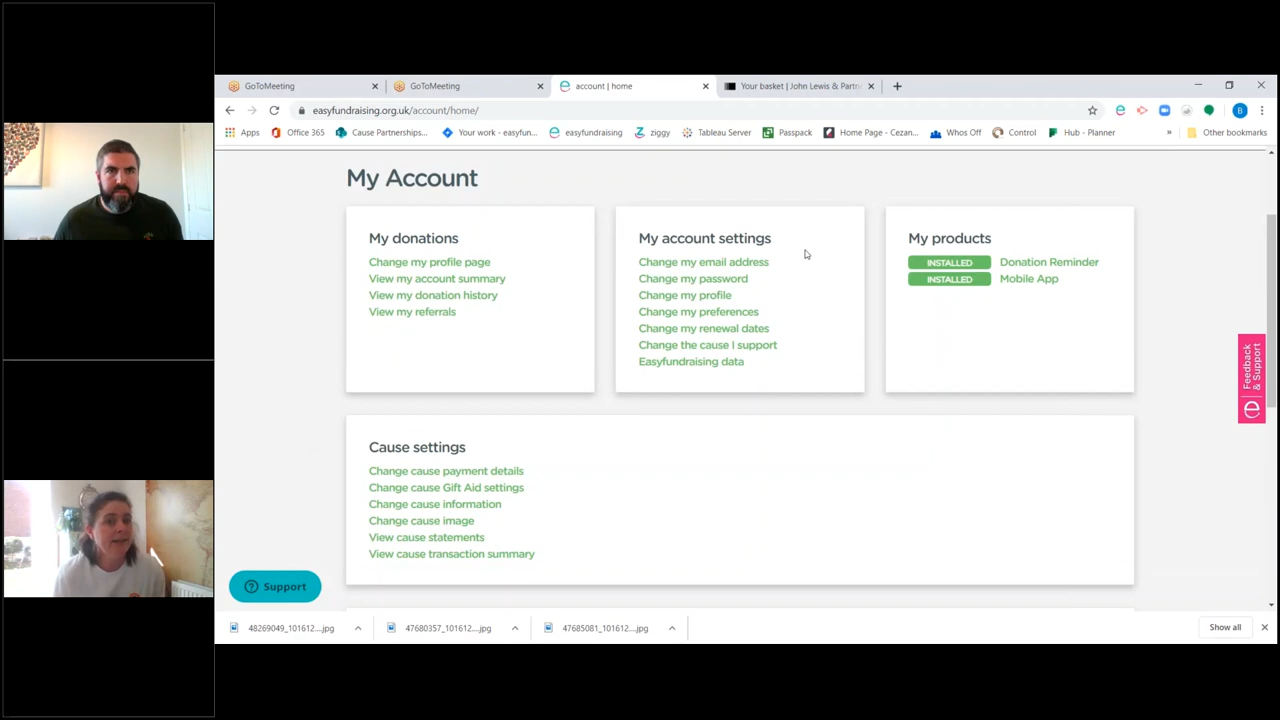 GoToMeeting
GoToMeeting
account | home
Your basket | John Lewis & Partn
easyfundraising.org.uk/account/home/
B
Apps
Office 365
Cause Partnerships...
Your work - easyfun...
easyfundraising
ziggy
Tableau Server
Passpack
Home Page - Cezan...
Whos Off
Control
Hub - Planner
»
Other bookmarks
My Account
My donations
Change my profile page
View my account summary
View my donation history
View my referrals
My account settings
Change my email address
Change my password
Change my profile
Change my preferences
Change my renewal dates
Change the cause I support
Easyfundraising data
My products
INSTALLED Donation Reminder
INSTALLED Mobile App
Feedback
& Support
Cause settings
Change cause payment details
Change cause Gift Aid settings
Change cause information
Change cause image
View cause statements
View cause transaction summary
Support
48269049_101612....jpg
47680357_101612....jpg
47685081_101612....jpg
Show all